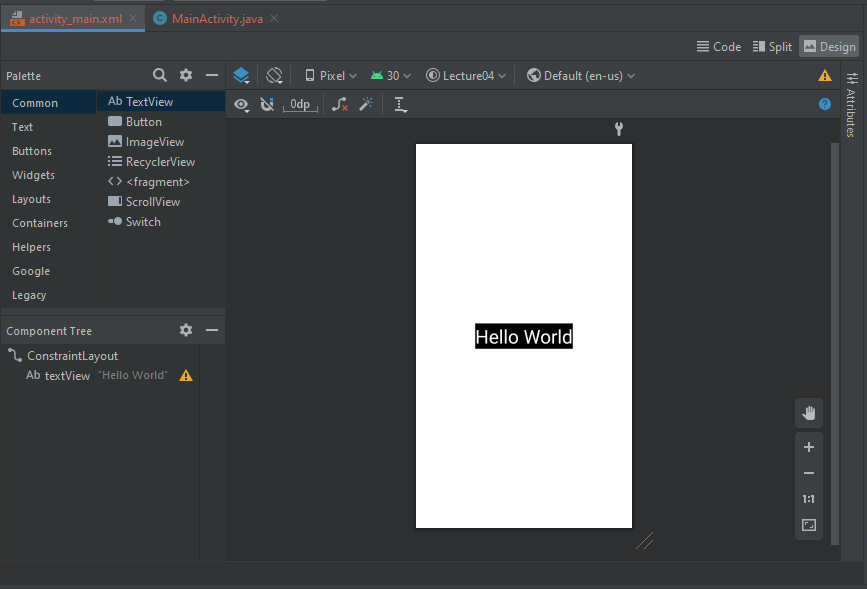 activity_main.xml
MainActivity.java
Code
Split
Design
Palette
Pixel
30
Lecture04
Default (en-us)
Attributes
Common
Text
Buttons
Widgets
Layouts
Containers
Helpers
Google
Legacy
Ab TextView
Button
ImageView
RecyclerView
<fragment>
ScrollView
Switch
0dp
?
Hello World
Component Tree
ConstraintLayout
Ab textView "Hello World"
1:1